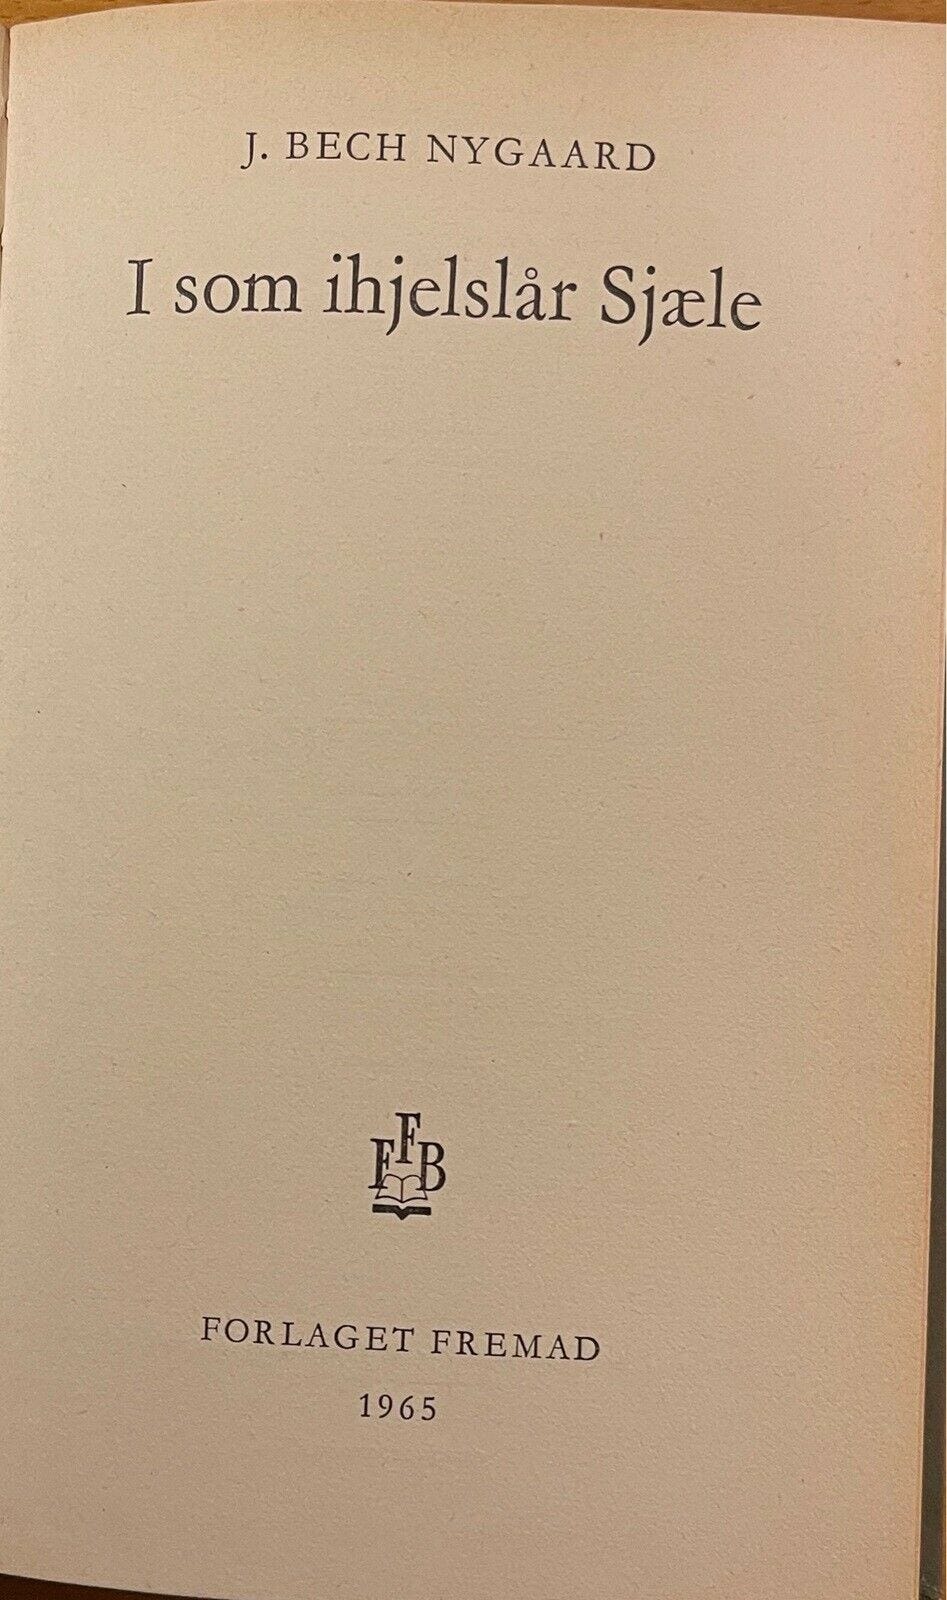 J. BECH NYGAARD
I som ihjelslår Sjæle
FFB
FORLAGET FREMAD
1965